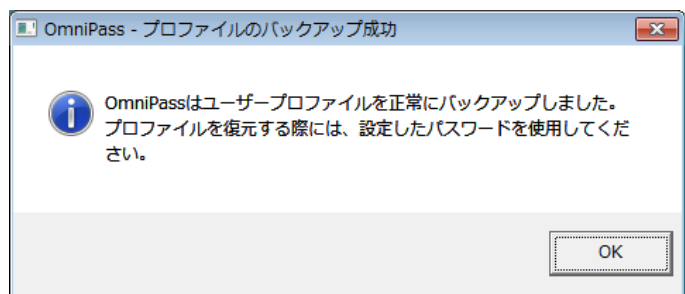 OmniPass - プロファイルのバックアップ成功
OmniPassはユーザープロファイルを正常にバックアップしました。
プロファイルを復元する際には、設定したパスワードを使用してくだ
さい。
OK